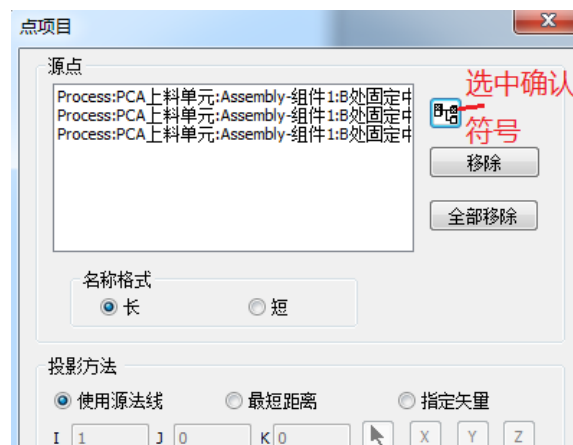 点项目
源点
Process:PCA上料单元:Assembly-组件1:B处固定中
Process:PCA上料单元:Assembly-组件1:B处固定中
Process:PCA上料单元:Assembly-组件1:B处固定中
选中确认
符号
移除
全部移除
名称格式
长 短
投影方法
使用源法线 最短距离 指定矢量
I 1 J 0 K 0 X Y Z